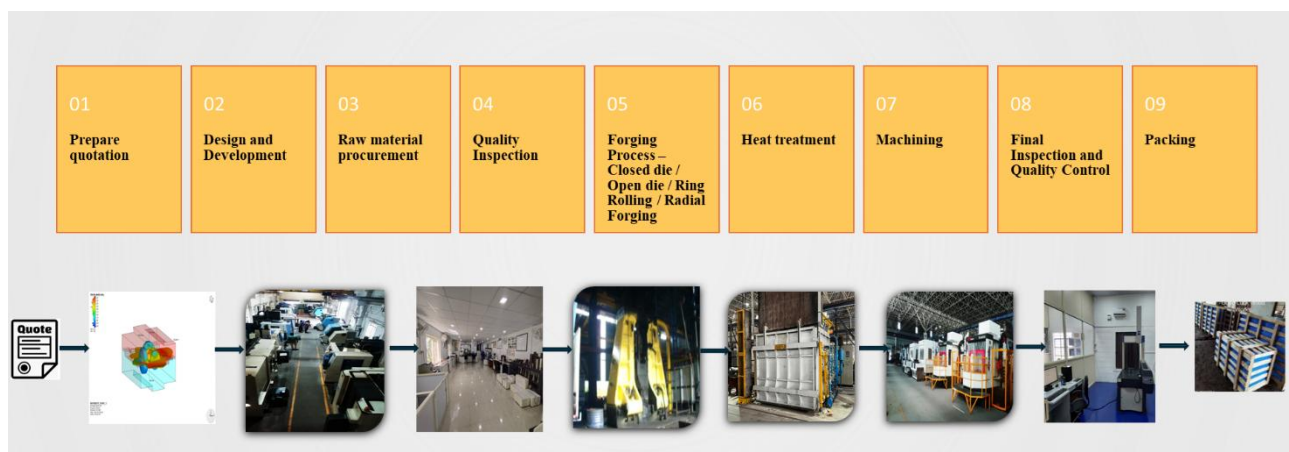 01
Prepare
quotation
02
Design and
Development
03
Raw material
procurement
04
Quality
Inspection
05
Forging
Process –
Closed die /
Open die / Ring
Rolling / Radial
Forging
06
Heat treatment
07
Machining
08
Final
Inspection and
Quality Control
09
Packing
Quote